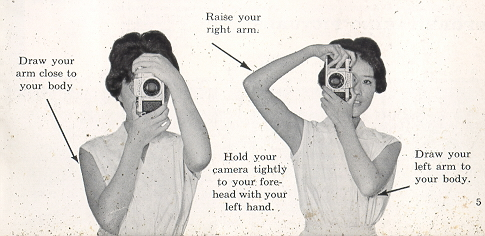 Draw your
arm close to
your body
Raise your
right arm.
Hold your
camera tightly
to your fore-
head with your
left hand.
Draw your
left arm to
your body.
5